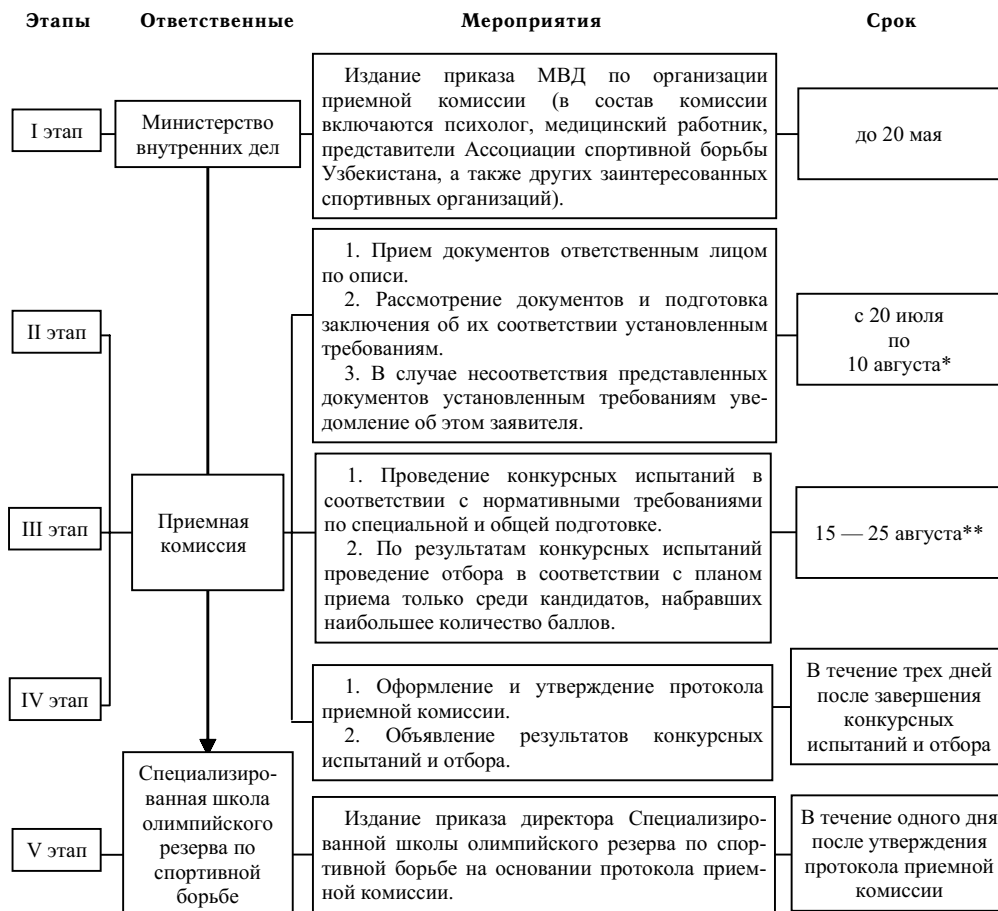 Этапы Ответственные Мероприятия Срок
I этап
Министерство
внутренних дел
Издание приказа МВД по организации
приемной комиссии (в состав комиссии
включаются психолог, медицинский работник,
представители Ассоциации спортивной борьбы
Узбекистана, а также других заинтересованных
спортивных организаций).
до 20 мая
II этап
1. Прием документов ответственным лицом
по описи.
2. Рассмотрение документов и подготовка
заключения об их соответствии установленным
требованиям.
3. В случае несоответствия представленных
документов установленным требованиям уве-
домление об этом заявителя.
с 20 июля
по
10 августа*
III этап
Приемная
комиссия
1. Проведение конкурсных испытаний в
соответствии с нормативными требованиями
по специальной и общей подготовке.
2. По результатам конкурсных испытаний
проведение отбора в соответствии с планом
приема только среди кандидатов, набравших
наибольшее количество баллов.
15 — 25 августа**
IV этап
1. Оформление и утверждение протокола
приемной комиссии.
2. Объявление результатов конкурсных
испытаний и отбора.
В течение трех дней
после завершения
конкурсных
испытаний и отбора
V этап
Специализиро-
ванная школа
олимпийского
резерва по
спортивной
борьбе
Издание приказа директора Специализиро-
ванной школы олимпийского резерва по спор-
тивной борьбе на основании протокола прием-
ной комиссии.
В течение одного дня
после утверждения
протокола приемной
комиссии